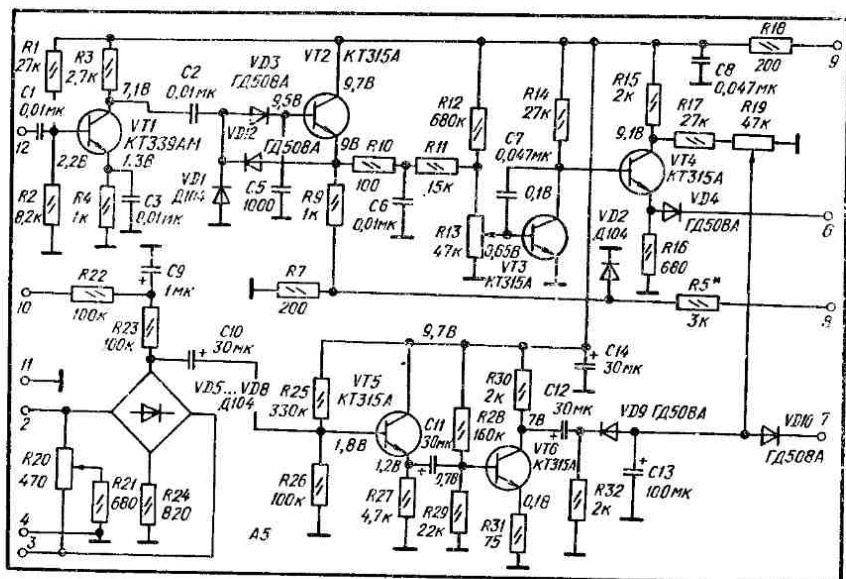 R1
27к
R3
2,7к
7,1В
C2
0,01мк
VD3
ГД508А
9,5В
VT2 КТ315А
9,7В
R12
680к
R14
27к
R15
2к
C8
0,047мк
R18
200
9
C1
0,01мк
12
VT1
КТ339АМ
2,2В
1,3В
ГД508А
9В
R10
100
R11
15к
C7
0,047мк
9,1В
R17
27к
R19
47к
VT4
КТ315А
R2
8,2к
R4
1к
C3
0,01мк
VD1
Д104
C5
1000
R9
1к
C6
0,01мк
R13
47к
0,1В
0,65В
VT3
КТ315А
VD2
Д104
VD4
ГД508А
6
R16
680
10
R22
100к
C9
1мк
R7
200
R5*
3к
8
R23
100к
C10
30мк
9,7В
C14
30мк
11
2
VD5...VD8
Д104
R25
330к
VT5
КТ315А
C11
30мк
R28
160к
R30
2к
7В
C12
30мк
VD9 ГД508А
VD10
7
ГД508А
1,8В
1,2В
0,7В
VT6
КТ315А
R20
470
R21
680
R24
820
R26
100к
R27
4,7к
R29
22к
0,1В
R31
75
R32
2к
C13
100мк
4
3
А5